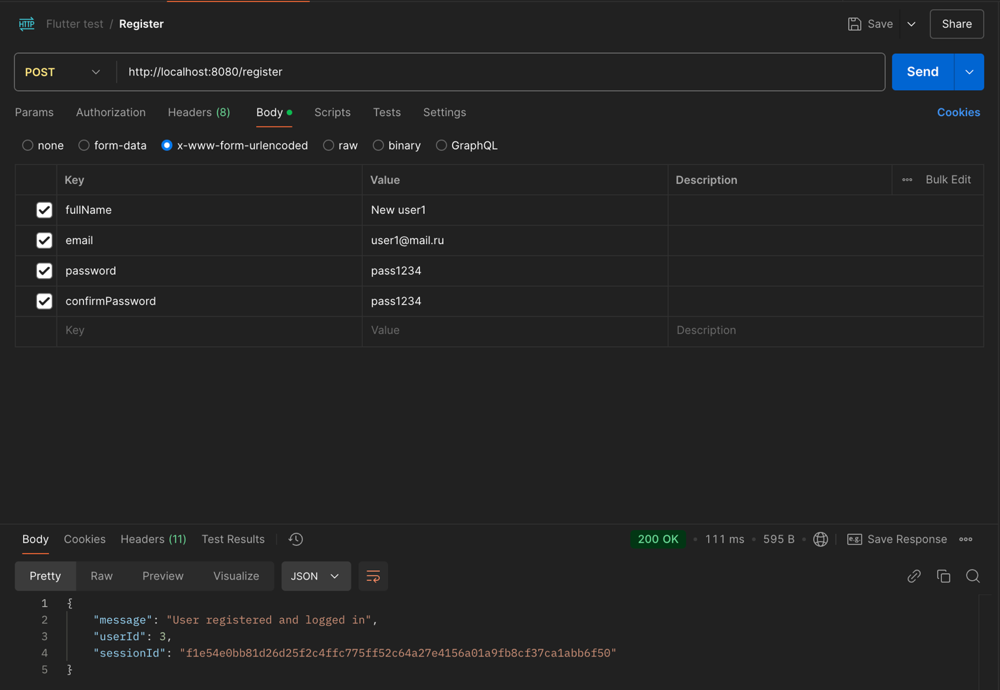 HTTP Flutter test / Register Save Share
POST http://localhost:8080/register Send
Params Authorization Headers (8) Body Scripts Tests Settings Cookies
none form-data x-www-form-urlencoded raw binary GraphQL
Key Value Description Bulk Edit
fullName New user1
email user1@mail.ru
password pass1234
confirmPassword pass1234
Key Value Description
Body Cookies Headers (11) Test Results 200 OK • 111 ms • 595 B • e.g. Save Response
Pretty Raw Preview Visualize JSON
1 {
2 "message": "User registered and logged in",
3 "userId": 3,
4 "sessionId": "f1e54e0bb81d26d25f2c4ffc775ff52c64a27e4156a01a9fb8cf37ca1abb6f50"
5 }